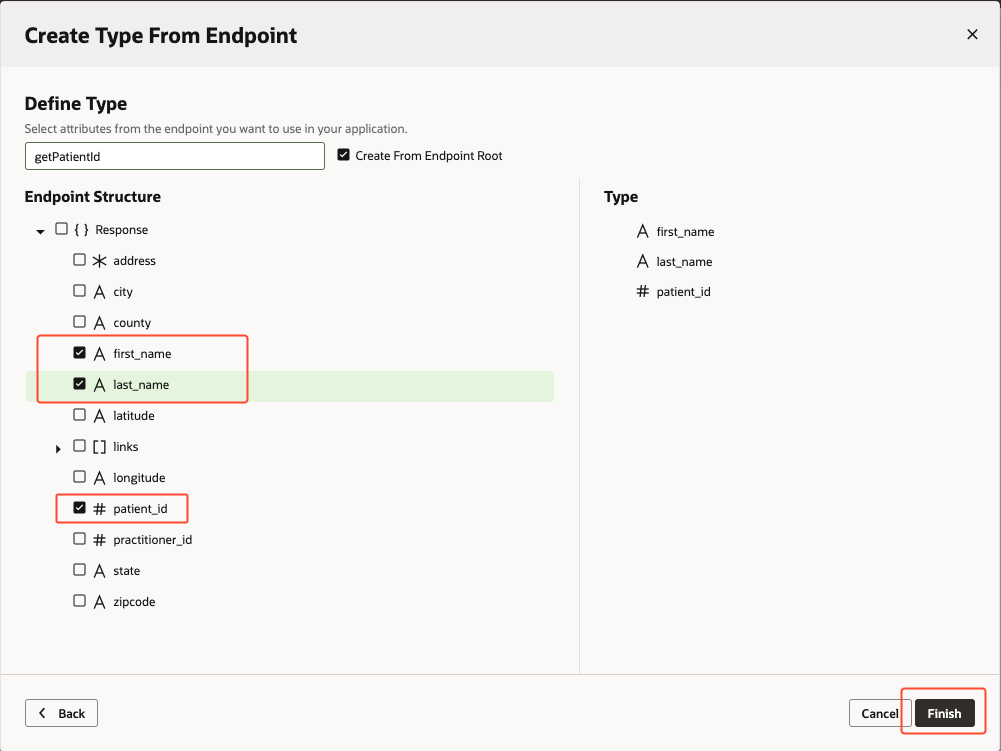 Create Type From Endpoint
Define Type
Select attributes from the endpoint you want to use in your application.
getPatientId
Create From Endpoint Root
Endpoint Structure
{ } Response
address
A city
A county
A first_name
A last_name
A latitude
[ ] links
A longitude
# patient_id
# practitioner_id
A state
A zipcode
Type
A first_name
A last_name
# patient_id
Back
Cancel
Finish